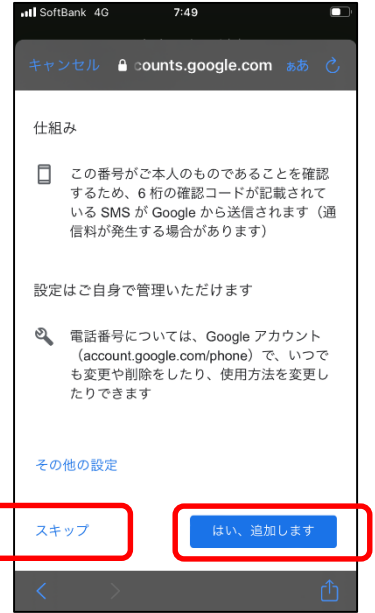 SoftBank 4G 7:49
キャンセル counts.google.com ぁあ
仕組み
この番号がご本人のものであることを確認
するため、6 桁の確認コードが記載されて
いる SMS が Google から送信されます（通
信料が発生する場合があります）
設定はご自身で管理いただけます
電話番号については、Google アカウント
（account.google.com/phone）で、いつで
も変更や削除をしたり、使用方法を変更し
たりできます
その他の設定
スキップ はい、追加します